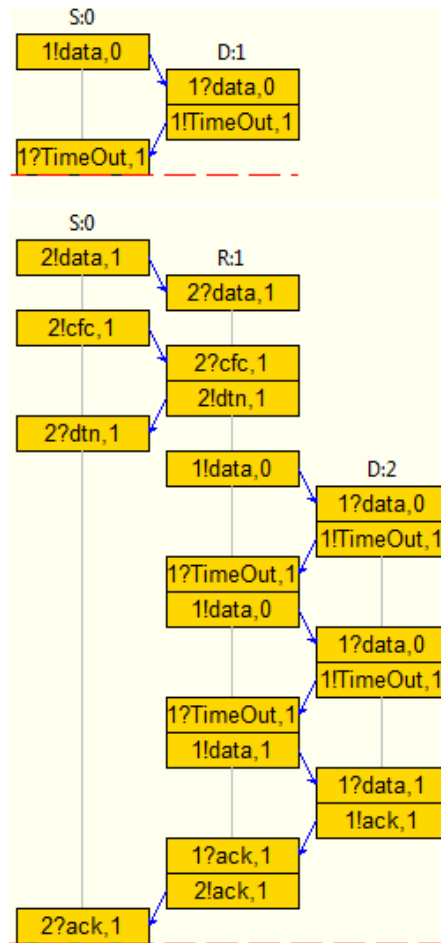 S:0
1!data,0
D:1
1?data,0
1!TimeOut,1
1?TimeOut,1
S:0
2!data,1
R:1
2?data,1
2!cfc,1
2?cfc,1
2!dtn,1
2?dtn,1
1!data,0
D:2
1?data,0
1!TimeOut,1
1?TimeOut,1
1!data,0
1?data,0
1!TimeOut,1
1?TimeOut,1
1!data,1
1?data,1
1!ack,1
1?ack,1
2!ack,1
2?ack,1